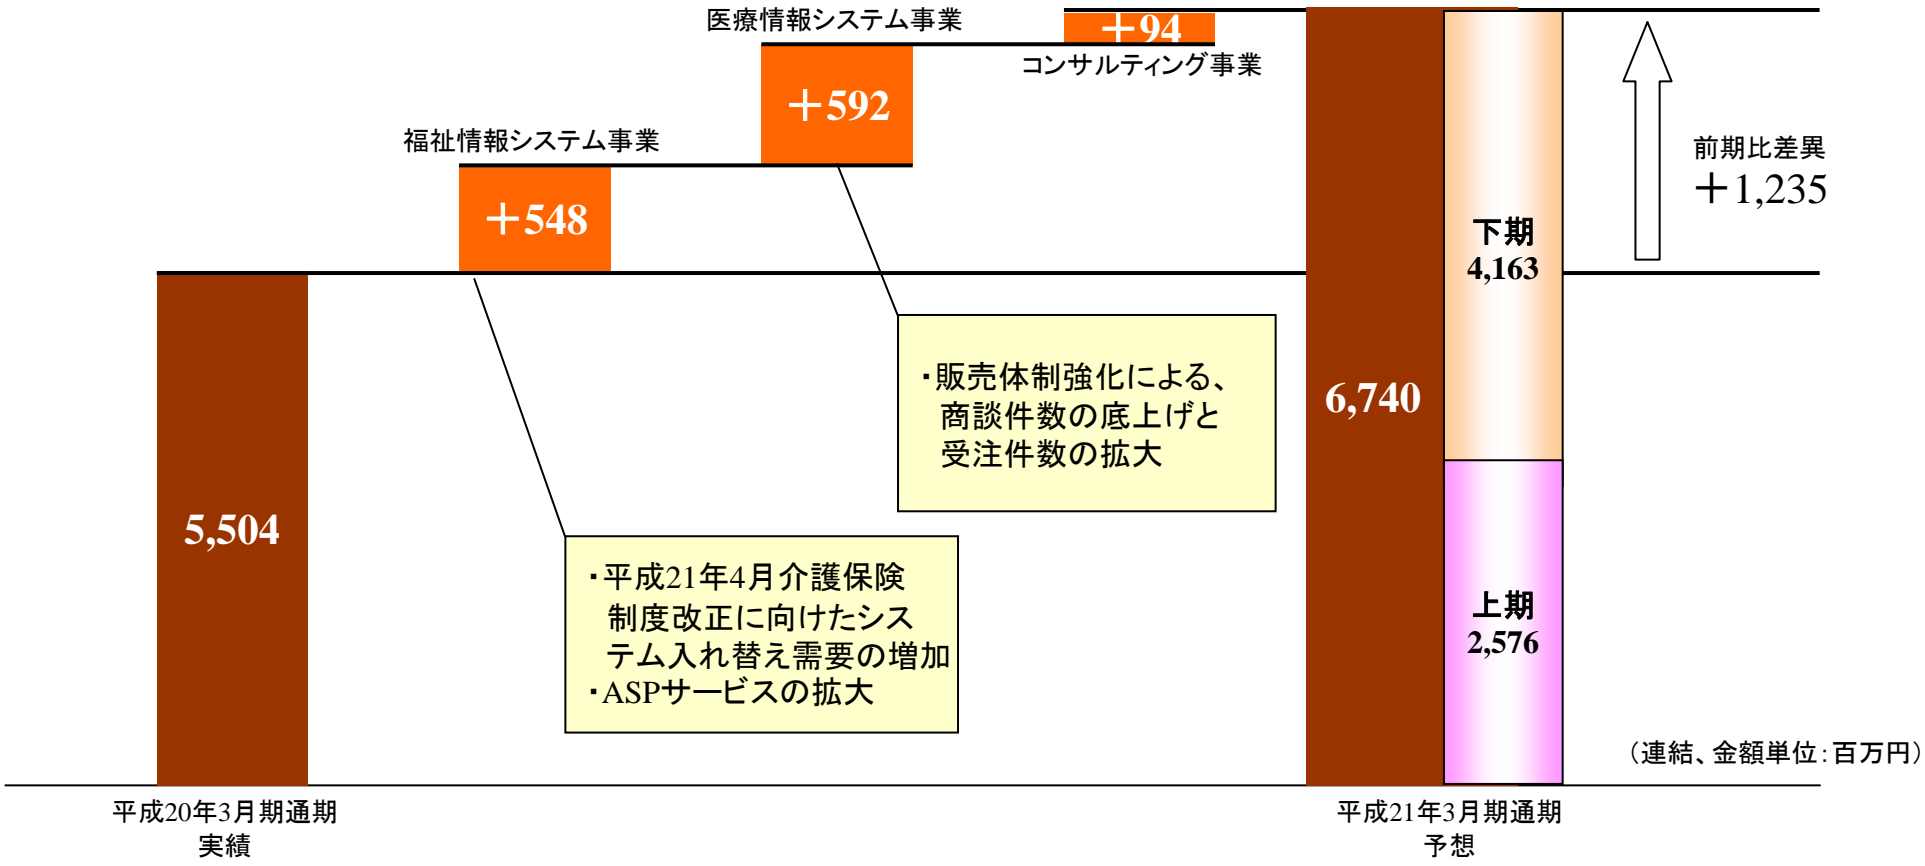 医療情報システム事業
＋94
コンサルティング事業
＋592
福祉情報システム事業
＋548
前期比差異
＋1,235
下期
4,163
・販売体制強化による、
商談件数の底上げと
受注件数の拡大
6,740
5,504
・平成21年4月介護保険
制度改正に向けたシス
テム入れ替え需要の増加
・ASPサービスの拡大
上期
2,576
（連結、金額単位：百万円）
平成20年3月期通期
実績
平成21年3月期通期
予想